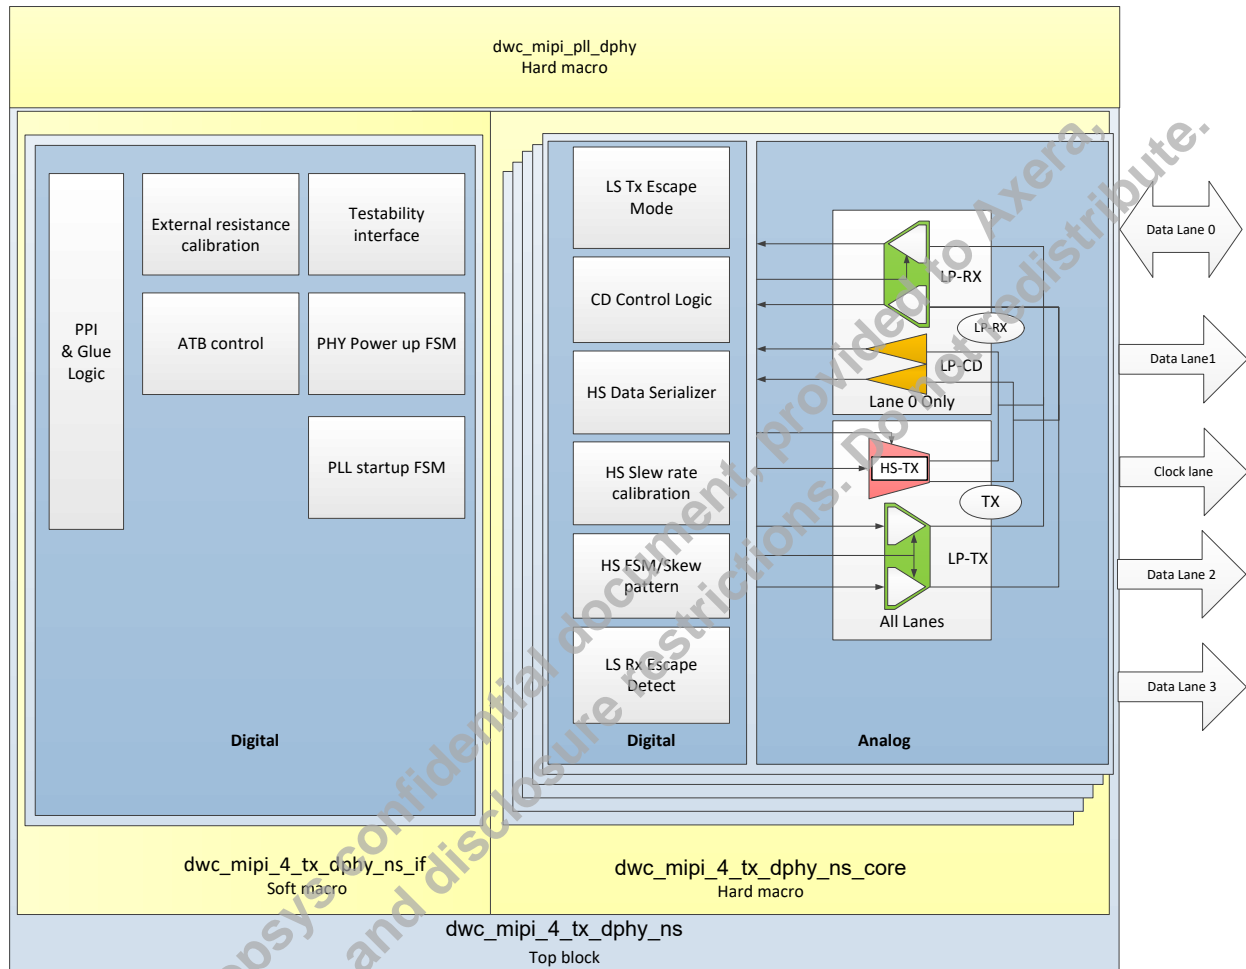 dwc_mipi_pll_dphy
Hard macro
PPI
& Glue
Logic
External resistance
calibration
Testability
interface
ATB control
PHY Power up FSM
PLL startup FSM
Digital
LS Tx Escape
Mode
CD Control Logic
HS Data Serializer
HS Slew rate
calibration
HS FSM/Skew
pattern
LS Rx Escape
Detect
Digital
LP-RX
LP-RX
LP-CD
Lane 0 Only
HS-TX
TX
LP-TX
All Lanes
Analog
Data Lane 0
Data Lane1
Clock lane
Data Lane 2
Data Lane 3
dwc_mipi_4_tx_dphy_ns_if
Soft macro
dwc_mipi_4_tx_dphy_ns_core
Hard macro
dwc_mipi_4_tx_dphy_ns
Top block
confidential document, provided to Axera,
and disclosure restrictions. Do not redistribute.